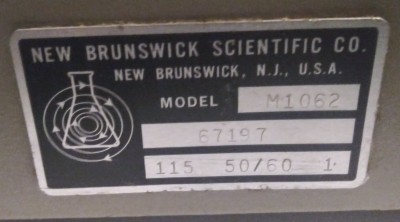 NEW BRUNSWICK SCIENTIFIC CO.
NEW BRUNSWICK, N.J., U.S.A.
MODEL M1062
67197
115 50/60 1